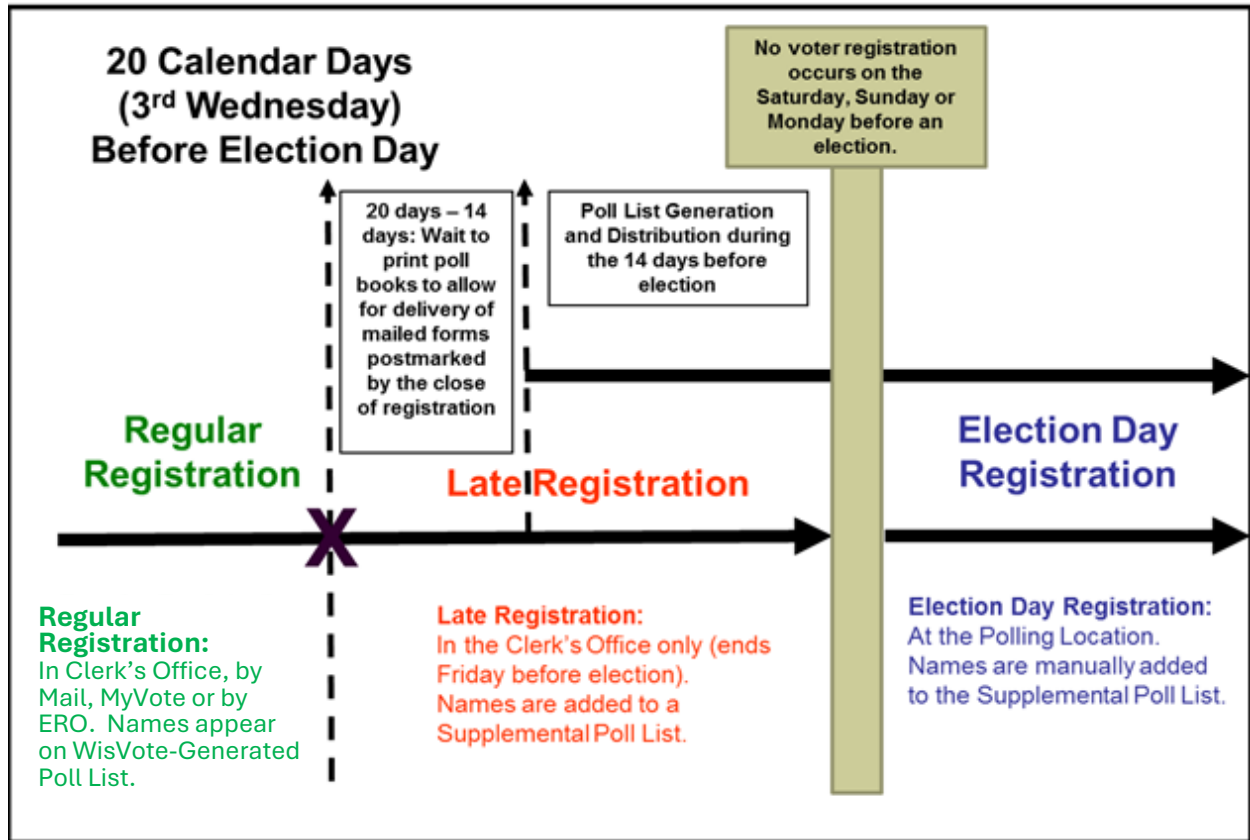 20 Calendar Days
(3rd Wednesday)
Before Election Day
No voter registration
occurs on the
Saturday, Sunday or
Monday before an
election.
20 days – 14
days: Wait to
print poll
books to allow
for delivery of
mailed forms
postmarked
by the close
of registration
Poll List Generation
and Distribution during
the 14 days before
election
Regular
Registration
Late Registration
Election Day
Registration
X
Regular
Registration:
In Clerk's Office, by
Mail, MyVote or by
ERO.  Names appear
on WisVote-Generated
Poll List.
Late Registration:
In the Clerk's Office only (ends
Friday before election).
Names are added to a
Supplemental Poll List.
Election Day Registration:
At the Polling Location.
Names are manually added
to the Supplemental Poll List.